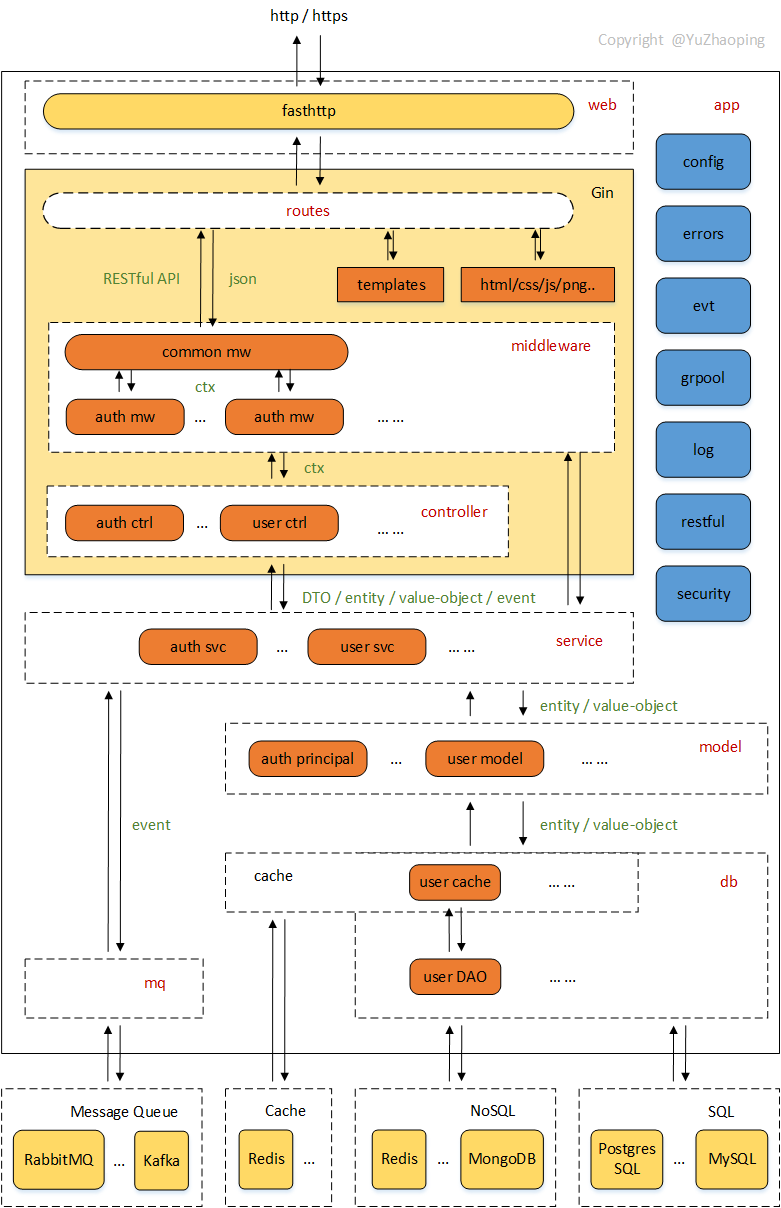 http / https
Copyright @YuZhaoping
fasthttp
web
app
config
Gin
routes
errors
RESTful API
json
templates
html/css/js/png..
evt
common mw
middleware
grpool
ctx
auth mw
...
auth mw
... ...
log
ctx
auth ctrl
...
user ctrl
... ...
controller
restful
DTO / entity / value-object / event
security
auth svc
...
user svc
... ...
service
entity / value-object
auth principal
...
user model
... ...
model
event
entity / value-object
cache
user cache
... ...
db
user DAO
... ...
mq
Message Queue
RabbitMQ
...
Kafka
Cache
Redis
...
NoSQL
Redis
...
MongoDB
SQL
Postgres
SQL
...
MySQL